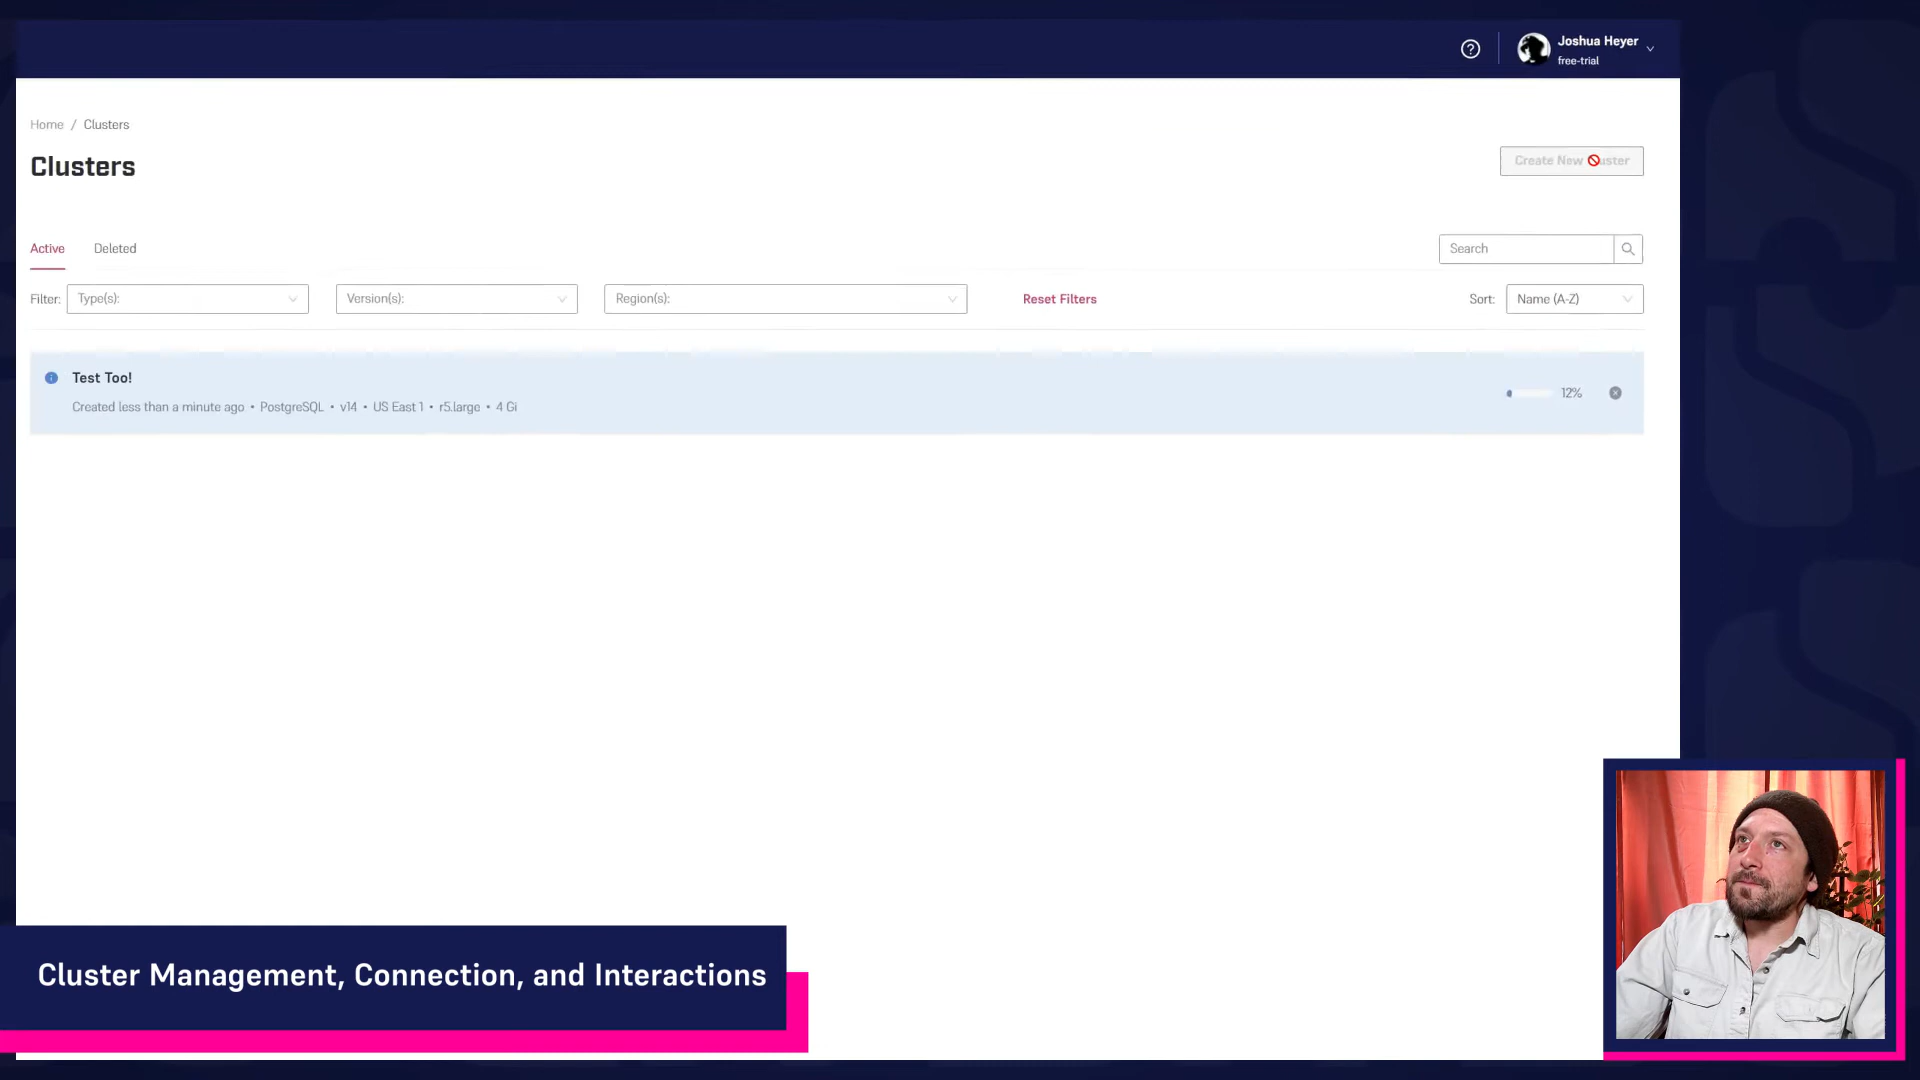 Joshua Heyer
free-trial
Home / Clusters
Clusters
Create New Cluster
Active
Deleted
Search
Filter:
Type(s):
Version(s):
Region(s):
Reset Filters
Sort:
Name (A-Z)
Test Too!
Created less than a minute ago • PostgreSQL • v14 • US East 1 • r5.large • 4 Gi
12%
Cluster Management, Connection, and Interactions